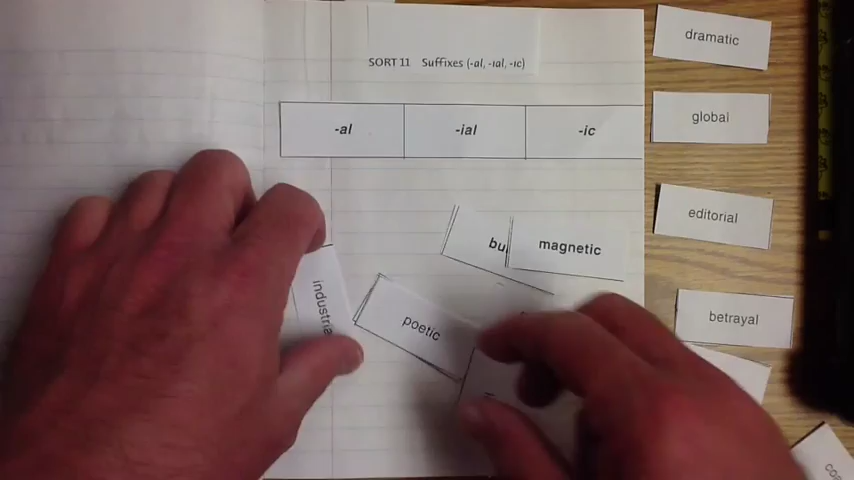 SORT 11 Suffixes (-al, -ial, -ic)
-al -ial -ic
dramatic
global
editorial
betrayal
magnetic
poetic